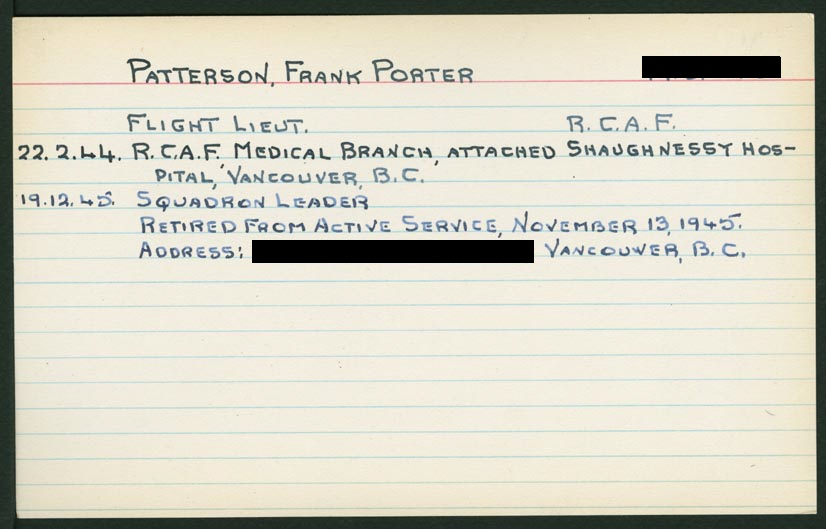 PATTERSON, FRANK PORTER
FLIGHT LIEUT. R.C.A.F.
22.2.44. R.C.A.F. MEDICAL BRANCH, ATTACHED SHAUGHNESSY HOS-
PITAL, VANCOUVER, B.C.
19.12.45. SQUADRON LEADER
RETIRED FROM ACTIVE SERVICE, NOVEMBER 13, 1945.
ADDRESS: VANCOUVER, B.C.